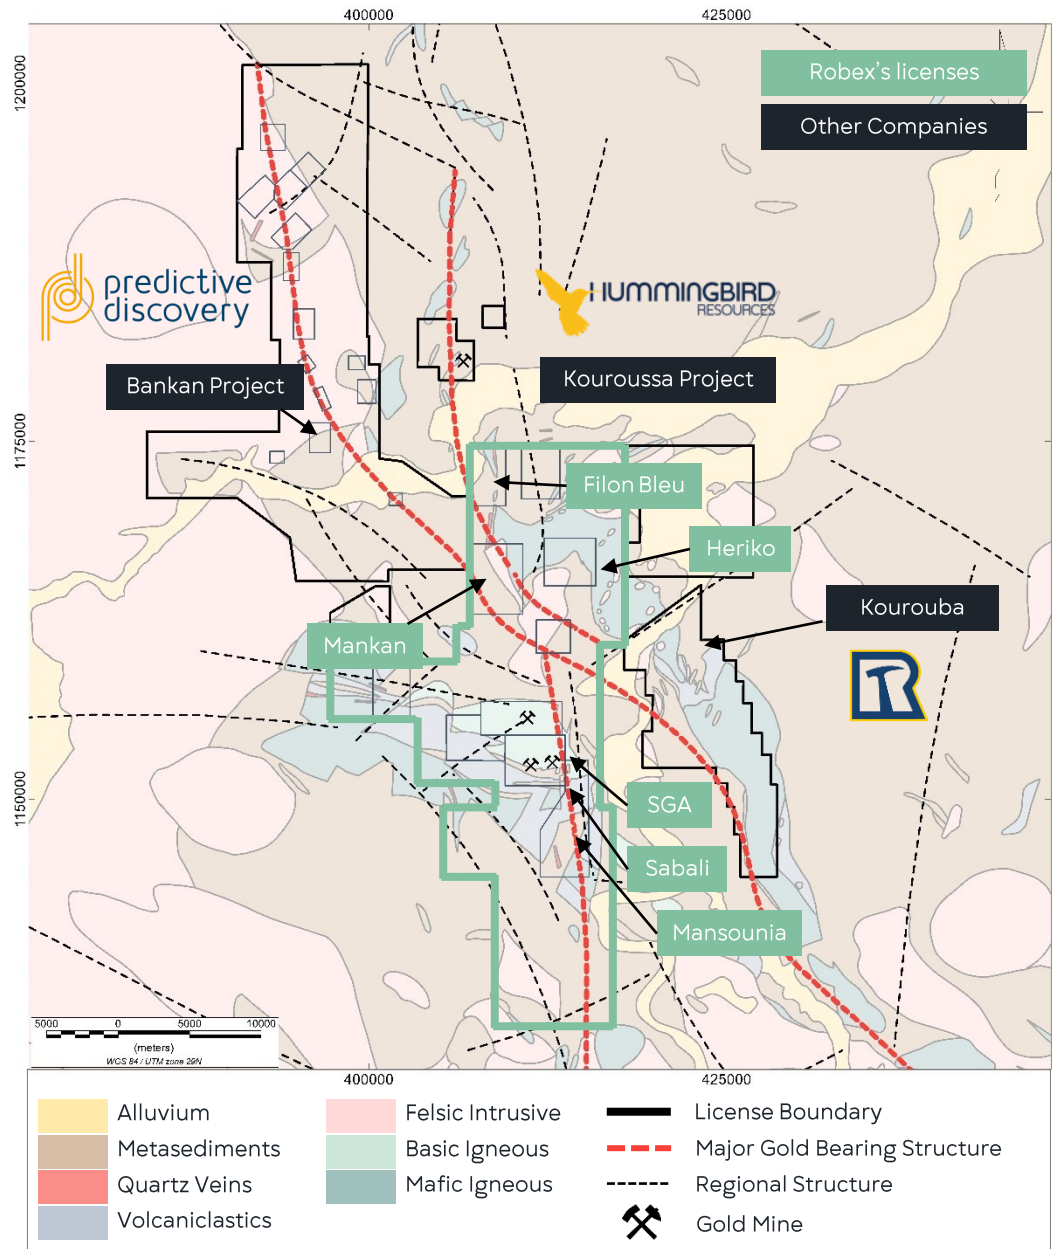 400000
425000
1200000
Robex's licenses
Other Companies
predictive
discovery
HUMMINGBIRD
RESOURCES
Bankan Project
Kouroussa Project
1175000
Filon Bleu
Heriko
Kourouba
Mankan
R
1150000
SGA
Sabali
Mansounia
5000 0 5000 10000
(meters)
WGS 84 / UTM zone 29N
400000
425000
Alluvium
Metasediments
Quartz Veins
Volcaniclastics
Felsic Intrusive
Basic Igneous
Mafic Igneous
License Boundary
Major Gold Bearing Structure
Regional Structure
Gold Mine